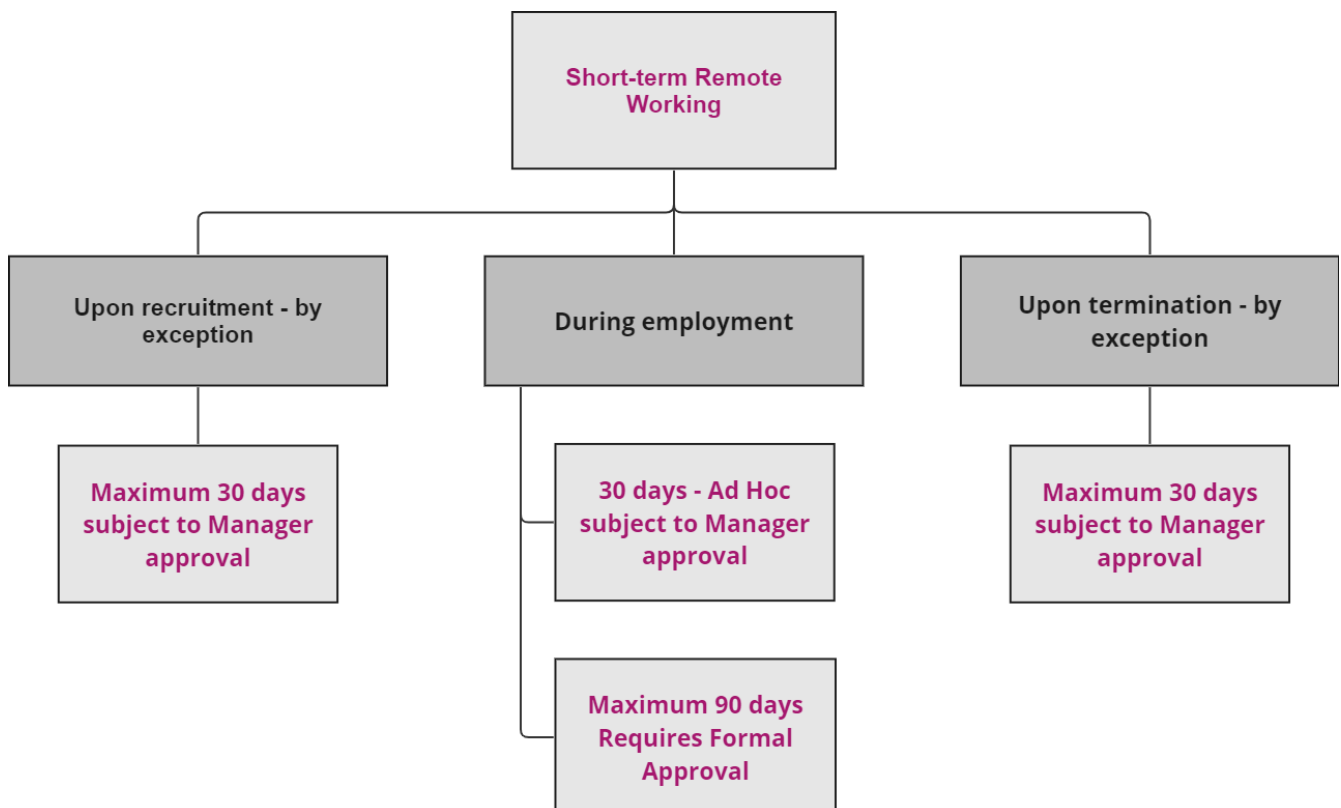 Short-term Remote
Working
Upon recruitment - by
exception
During employment
Upon termination - by
exception
Maximum 30 days
subject to Manager
approval
30 days - Ad Hoc
subject to Manager
approval
Maximum 30 days
subject to Manager
approval
Maximum 90 days
Requires Formal
Approval